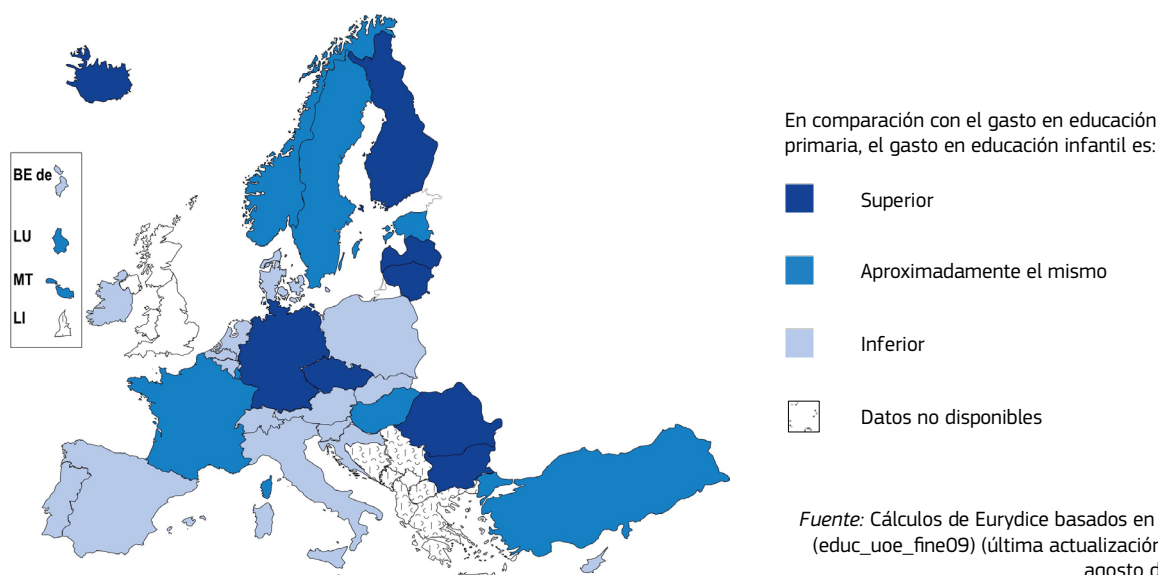 BE de
LU
MT
LI
En comparación con el gasto en educación
primaria, el gasto en educación infantil es:
Superior
Aproximadamente el mismo
Inferior
Datos no disponibles
Fuente: Cálculos de Eurydice basados en
(educ_uoe_fine09) (última actualización
agosto d